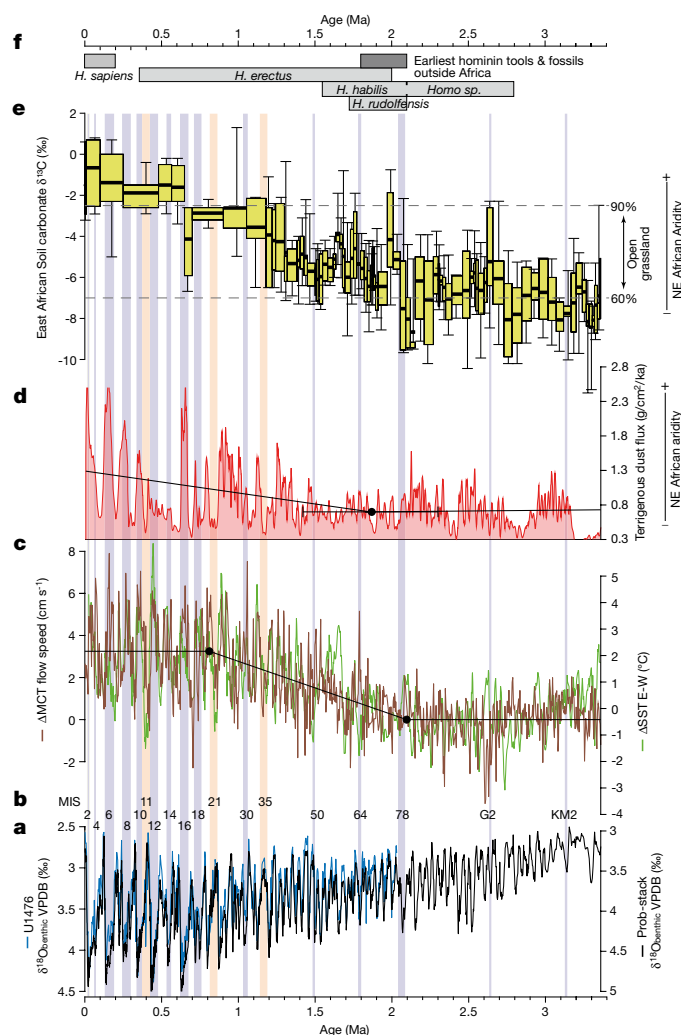 Age (Ma)
f
0 0.5 1.0 1.5 2.0 2.5 3
H. sapiens
H. erectus
Earliest hominin tools & fossils
outside Africa
H. habilis
Homo sp.
H. rudolfensis
e
East African Soil carbonate δ13C (‰)
0
−2
−4
−6
−8
−10
90%
Open
grassland
60%
+
NE African Aridity
−
d
2.8
2.3
1.8
1.3
0.8
0.3
Terrigenous dust flux (g/cm2/ka)
+
NE African aridity
−
c
8
6
4
2
0
-2
ΔMCT flow speed (cm s−1)
5
4
3
2
1
0
-1
-2
-3
-4
ΔSST E-W (°C)
b
MIS
11 21 35
2 6 10 14 18 30 50 64 78 G2 KM2
4 8 12 16
a
2.5
3.5
4.0
4.5
U1476
δ18Obenthic VPDB (‰)
3
3.5
4
4.5
5
Prob-stack
δ18Obenthic VPDB (‰)
0 0.5 1.0 1.5 2 2.5 3
Age (Ma)